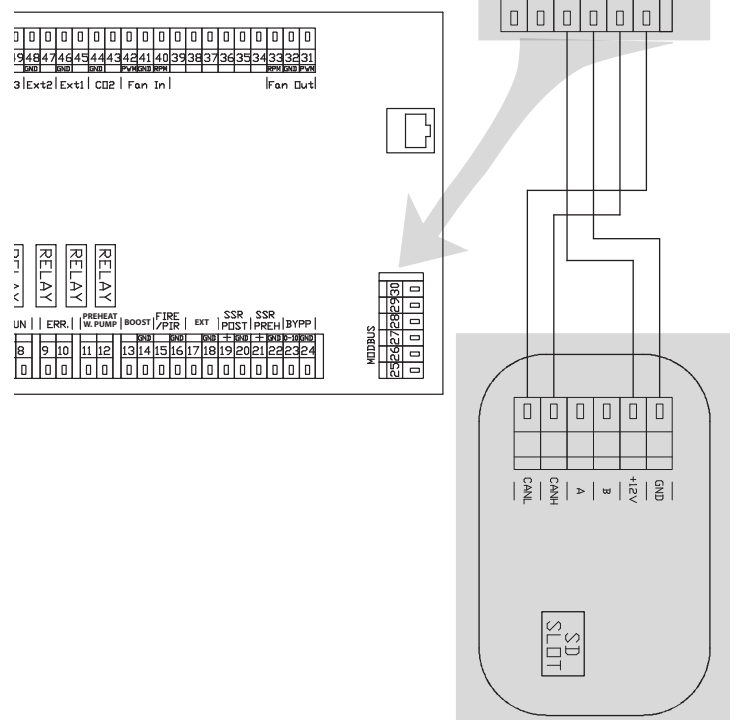 9 48 47 46 45 44 43 42 41 40 39 38 37 36 35 34 33 32 31
GND GND GND PWM GND RPM RPM GND PWM
3 | Ext2 | Ext1 | CO2 | Fan In | |Fan Out|
RELAY RELAY RELAY
UN | | ERR. | | PREHEAT W. PUMP | BOOST | FIRE /PIR | EXT | SSR POST | SSR PREH | BYPP |
GND GND GND + GND + GND 0-10 GND
8 9 10 11 12 13 14 15 16 17 18 19 20 21 22 23 24
MODBUS
25 26 27 28 29 30
| CANL | CANH | A | B | +12V | GND |
SD
SLOT